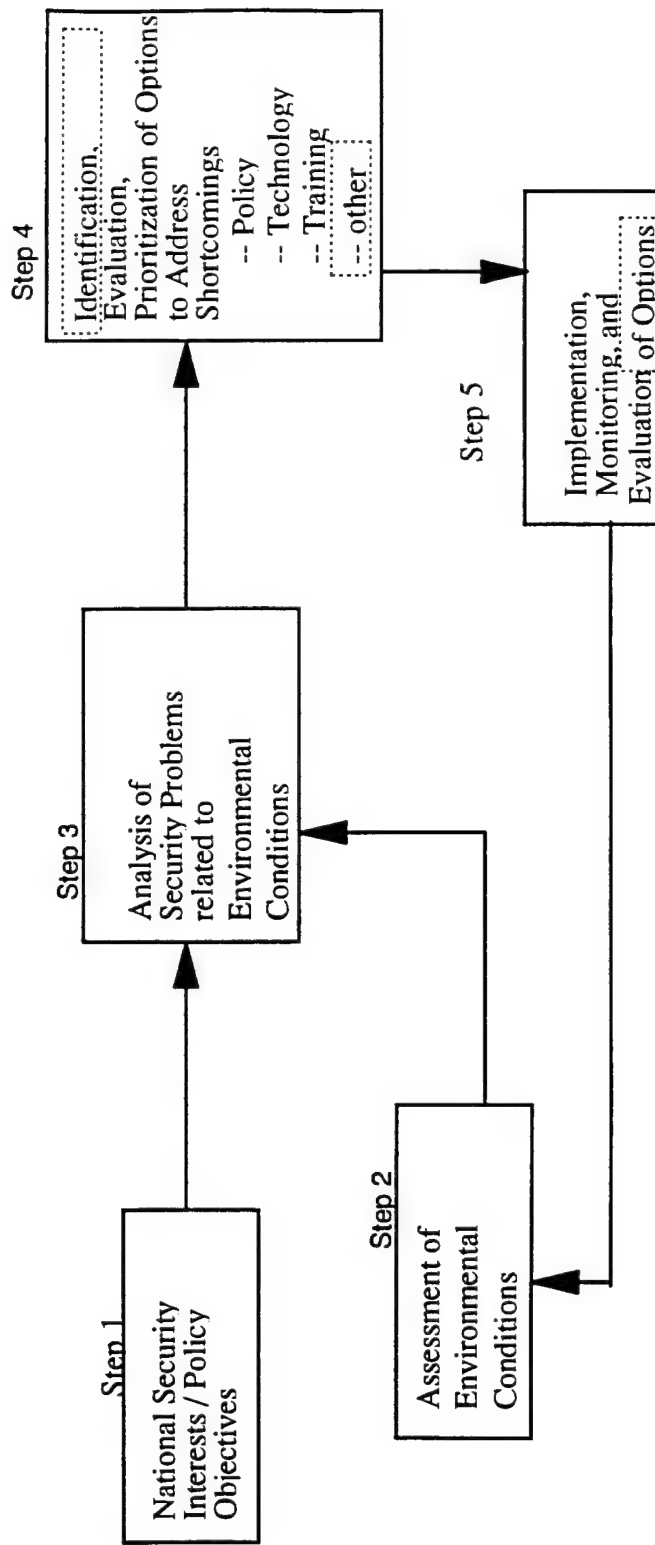 Step 1
National Security
Interests / Policy
Objectives
Step 2
Assessment of
Environmental
Conditions
Step 3
Analysis of
Security Problems
related to
Environmental
Conditions
Step 4
Identification,
Evaluation,
Prioritization of Options
to Address
Shortcomings
-- Policy
-- Technology
-- Training
-- other
Step 5
Implementation,
Monitoring, and
Evaluation of Options